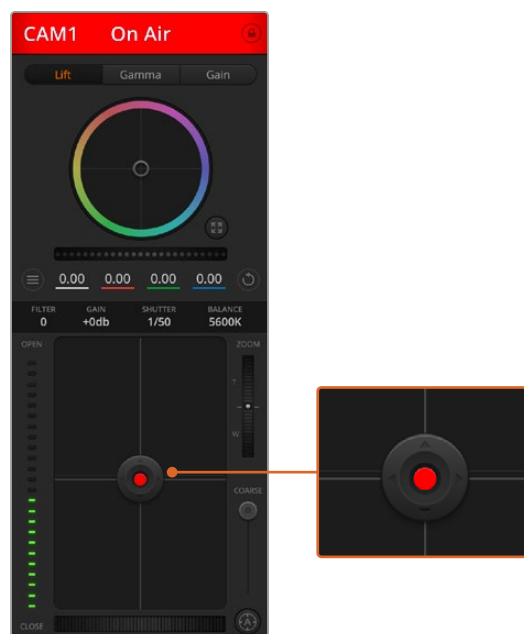 CAM1 On Air
Lift Gamma Gain
0.00 0.00 0.00 0.00
FILTER GAIN SHUTTER BALANCE
0 +0db 1/50 5600K
OPEN ZOOM
T
W
COARSE
CLOSE A